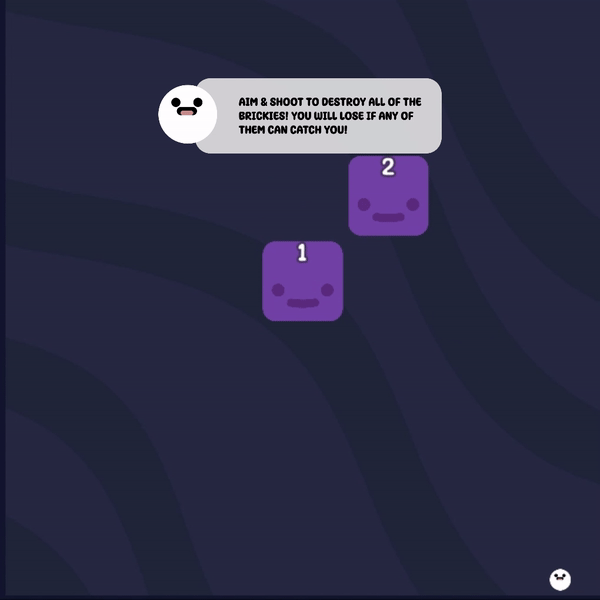 AIM & SHOOT TO DESTROY ALL OF THE
BRICKIES! YOU WILL LOSE IF ANY OF
THEM CAN CATCH YOU!
2
1